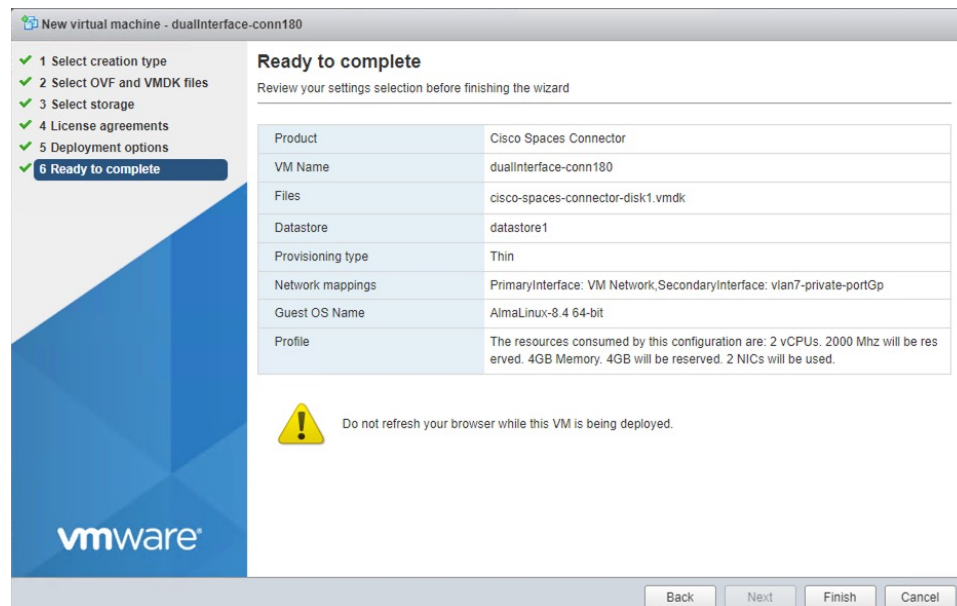 New virtual machine - dualInterface-conn180
1 Select creation type
2 Select OVF and VMDK files
3 Select storage
4 License agreements
5 Deployment options
6 Ready to complete
Ready to complete
Review your settings selection before finishing the wizard
Product Cisco Spaces Connector
VM Name dualInterface-conn180
Files cisco-spaces-connector-disk1.vmdk
Datastore datastore1
Provisioning type Thin
Network mappings PrimaryInterface: VM Network,SecondaryInterface: vlan7-private-portGp
Guest OS Name AlmaLinux-8.4 64-bit
Profile The resources consumed by this configuration are: 2 vCPUs. 2000 Mhz will be res
erved. 4GB Memory. 4GB will be reserved. 2 NICs will be used.
Do not refresh your browser while this VM is being deployed.
vmware®
Back Next Finish Cancel